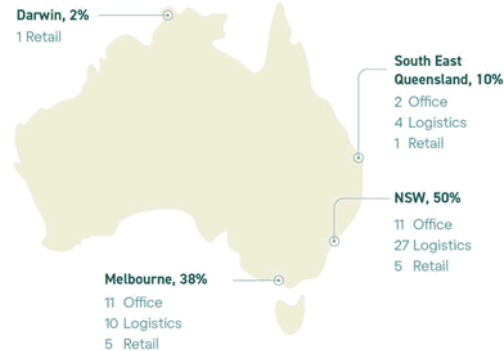 Darwin, 2%
1 Retail
South East
Queensland, 10%
2 Office
4 Logistics
1 Retail
NSW, 50%
11 Office
27 Logistics
5 Retail
Melbourne, 38%
11 Office
10 Logistics
5 Retail